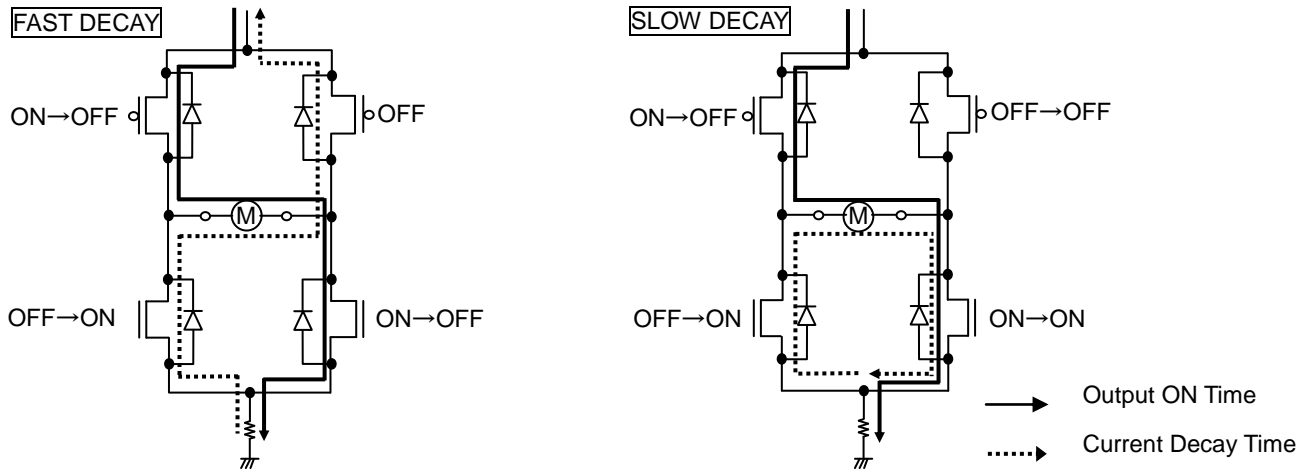 FAST DECAY
ON→OFF
OFF
M
OFF→ON
ON→OFF
SLOW DECAY
ON→OFF
OFF→OFF
M
OFF→ON
ON→ON
Output ON Time
Current Decay Time